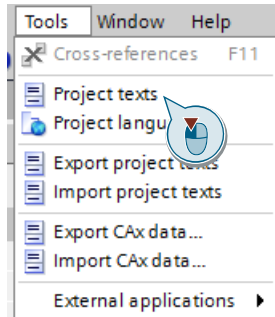 Tools Window Help
Cross-references F11
Project texts
Project langu
Export project texts
Import project texts
Export CAx data...
Import CAx data...
External applications